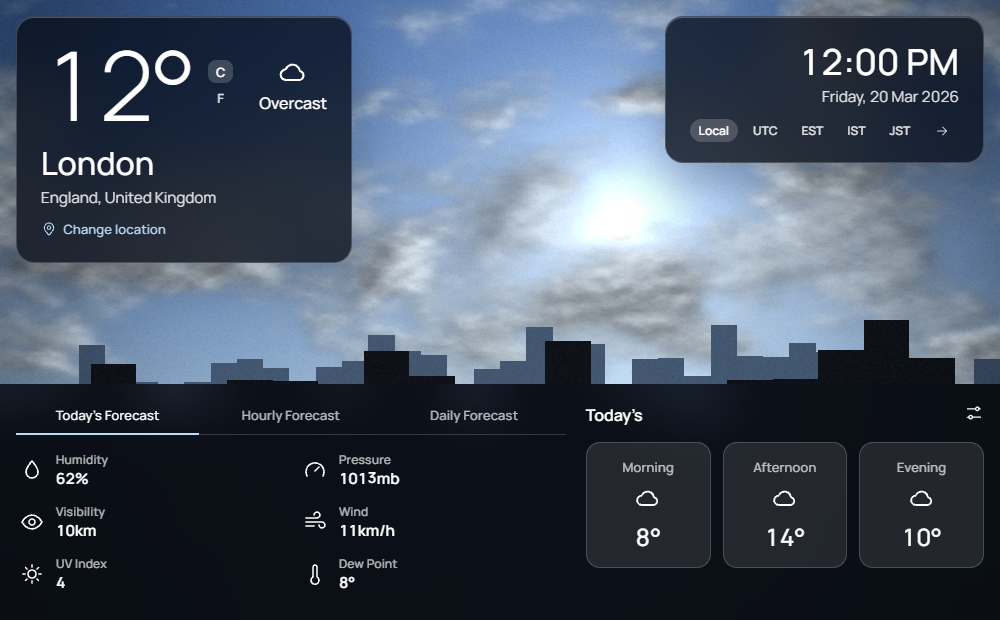 12°
C
F
Overcast
London
England, United Kingdom
Change location
12:00 PM
Friday, 20 Mar 2026
Local UTC EST IST JST
Today's Forecast Hourly Forecast Daily Forecast
Humidity
62%
Pressure
1013mb
Visibility
10km
Wind
11km/h
UV Index
4
Dew Point
8°
Today's
Morning
8°
Afternoon
14°
Evening
10°